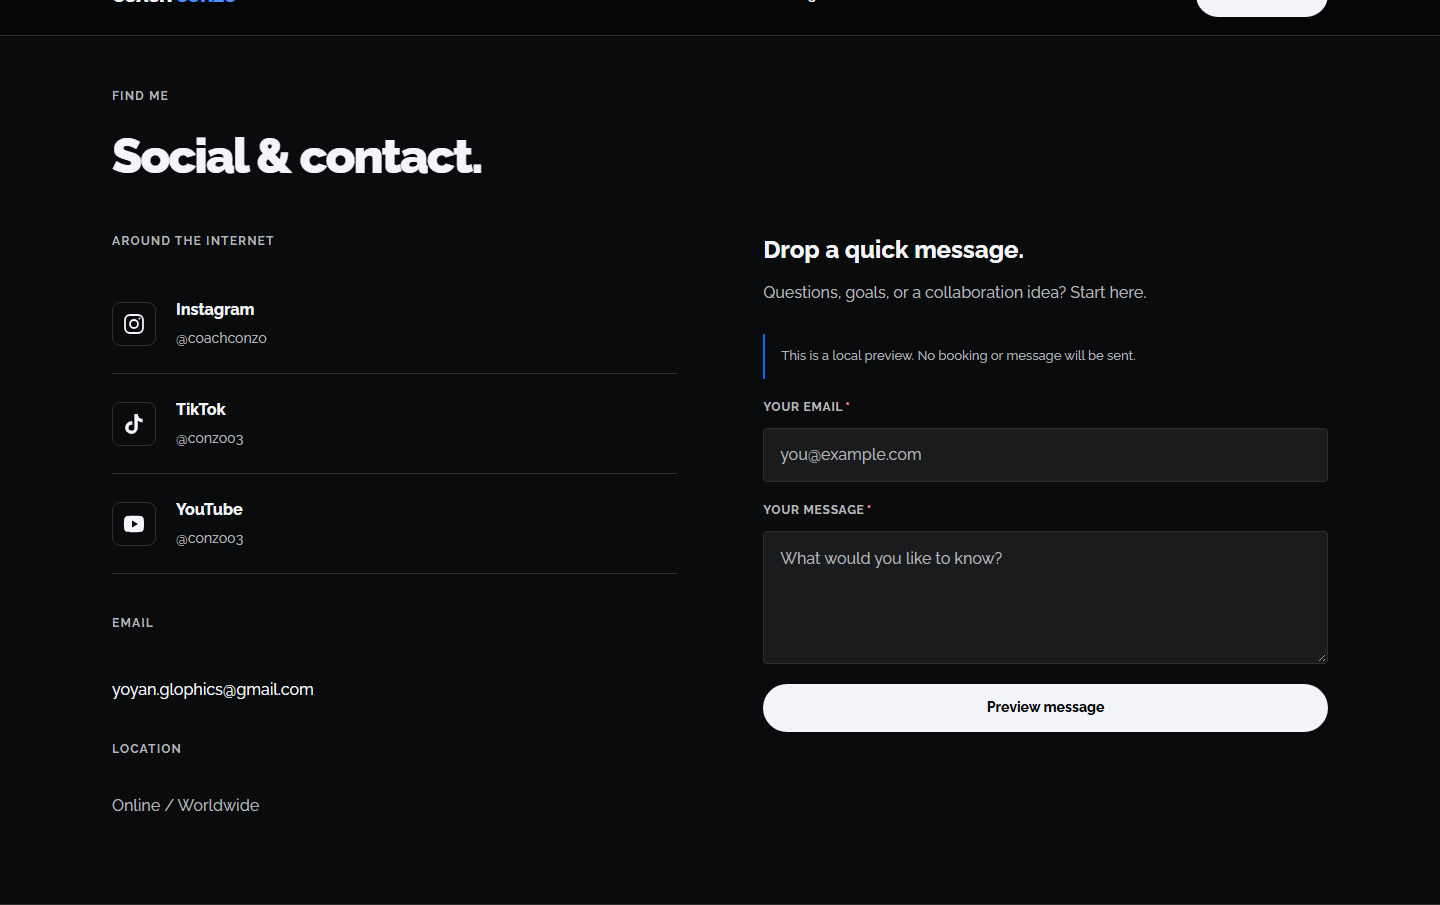 FIND ME
Social & contact.
AROUND THE INTERNET
Instagram
@coachconzo
TikTok
@conzo03
YouTube
@conzo03
EMAIL
yoyan.glophics@gmail.com
LOCATION
Online / Worldwide
Drop a quick message.
Questions, goals, or a collaboration idea? Start here.
This is a local preview. No booking or message will be sent.
YOUR EMAIL *
you@example.com
YOUR MESSAGE *
What would you like to know?
Preview message